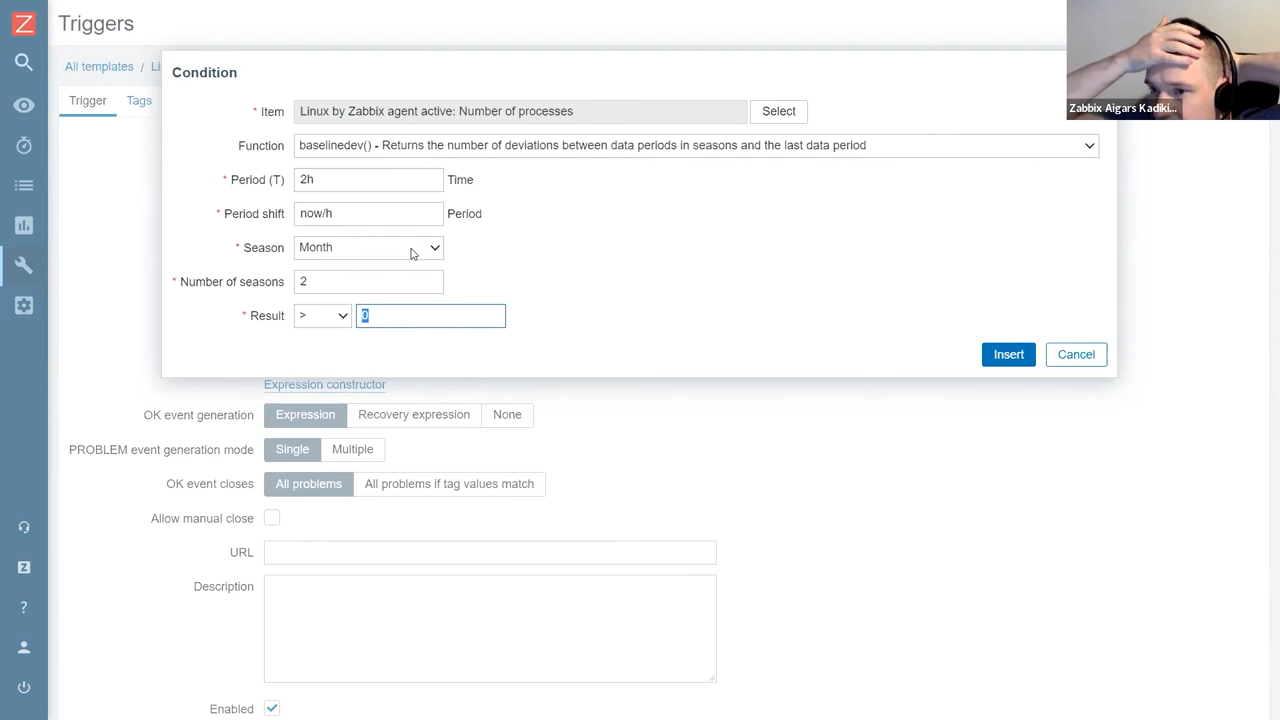 Z
Triggers
All templates / Li
Trigger Tags
Condition
* Item Linux by Zabbix agent active: Number of processes Select
Function baselinedev() - Returns the number of deviations between data periods in seasons and the last data period
* Period (T) 2h Time
* Period shift now/h Period
* Season Month
* Number of seasons 2
* Result > 0
Insert Cancel
Expression constructor
OK event generation Expression Recovery expression None
PROBLEM event generation mode Single Multiple
OK event closes All problems All problems if tag values match
Allow manual close
URL
Description
Enabled
Z
?
Zabbix Aigars Kadiķi...